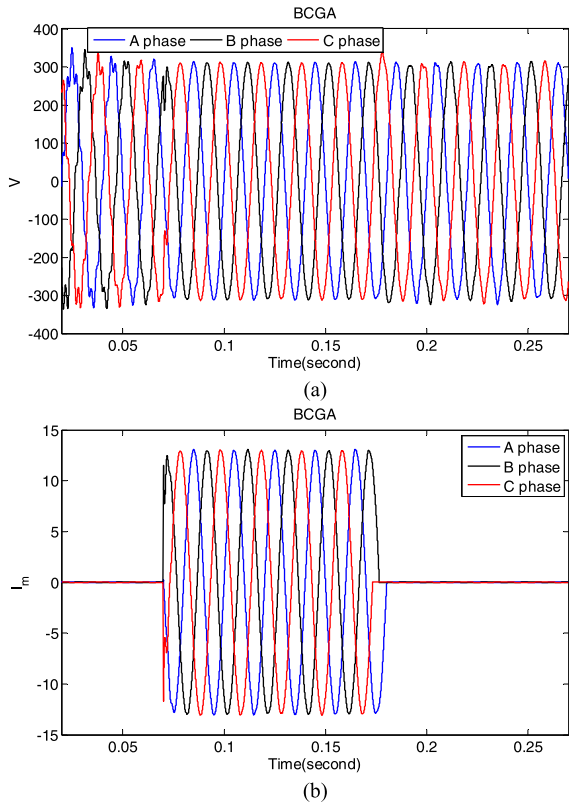 BCGA
A phase B phase C phase
400
300
200
100
0
-100
-200
-300
-400
V
0.05 0.1 0.15 0.2 0.25
Time(second)
(a)
BCGA
A phase
B phase
C phase
15
10
5
0
-5
-10
-15
Im
0.05 0.1 0.15 0.2 0.25
Time(second)
(b)